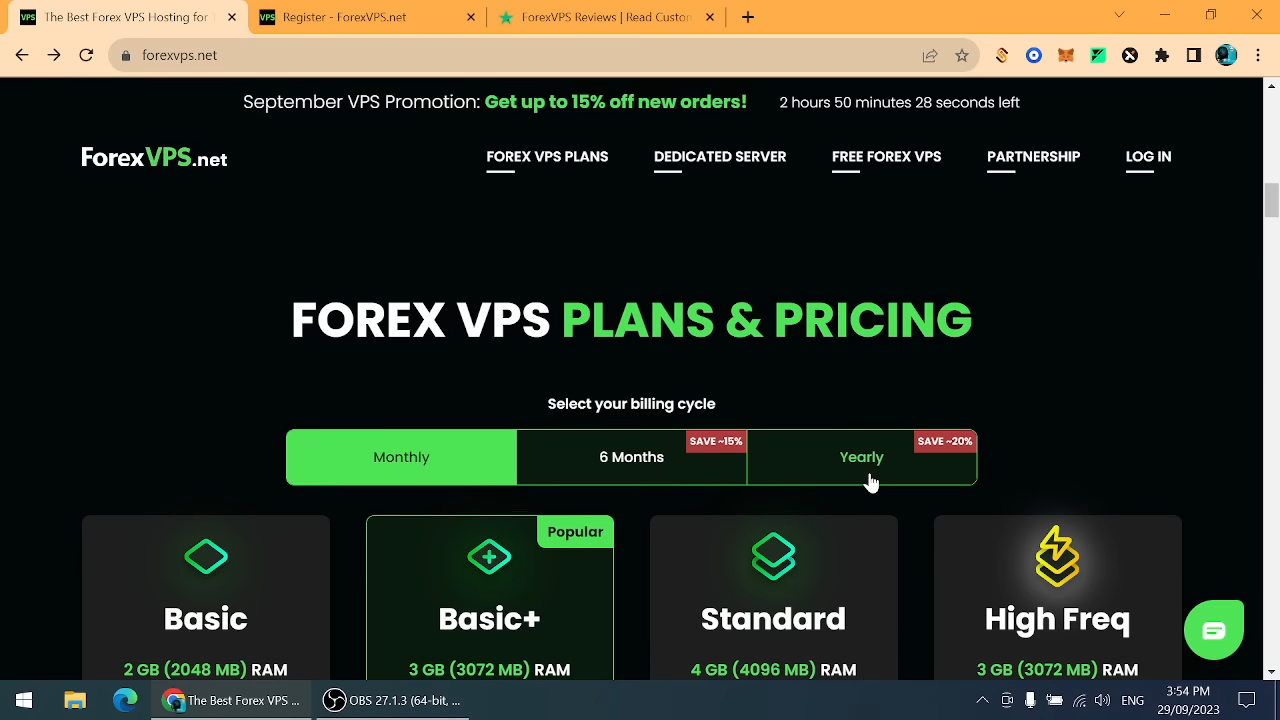 The Best Forex VPS Hosting for
Register - ForexVPS.net
ForexVPS Reviews | Read Custom
forexvps.net
September VPS Promotion: Get up to 15% off new orders!
2 hours 50 minutes 28 seconds left
ForexVPS.net
FOREX VPS PLANS
DEDICATED SERVER
FREE FOREX VPS
PARTNERSHIP
LOG IN
FOREX VPS PLANS & PRICING
Select your billing cycle
Monthly
6 Months
SAVE ~15%
Yearly
SAVE ~20%
Popular
Basic
Basic+
Standard
High Freq
2 GB (2048 MB) RAM
3 GB (3072 MB) RAM
4 GB (4096 MB) RAM
3 GB (3072 MB) RAM
The Best Forex VPS ...
OBS 27.1.3 (64-bit, ...
ENG
3:54 PM
29/09/2023